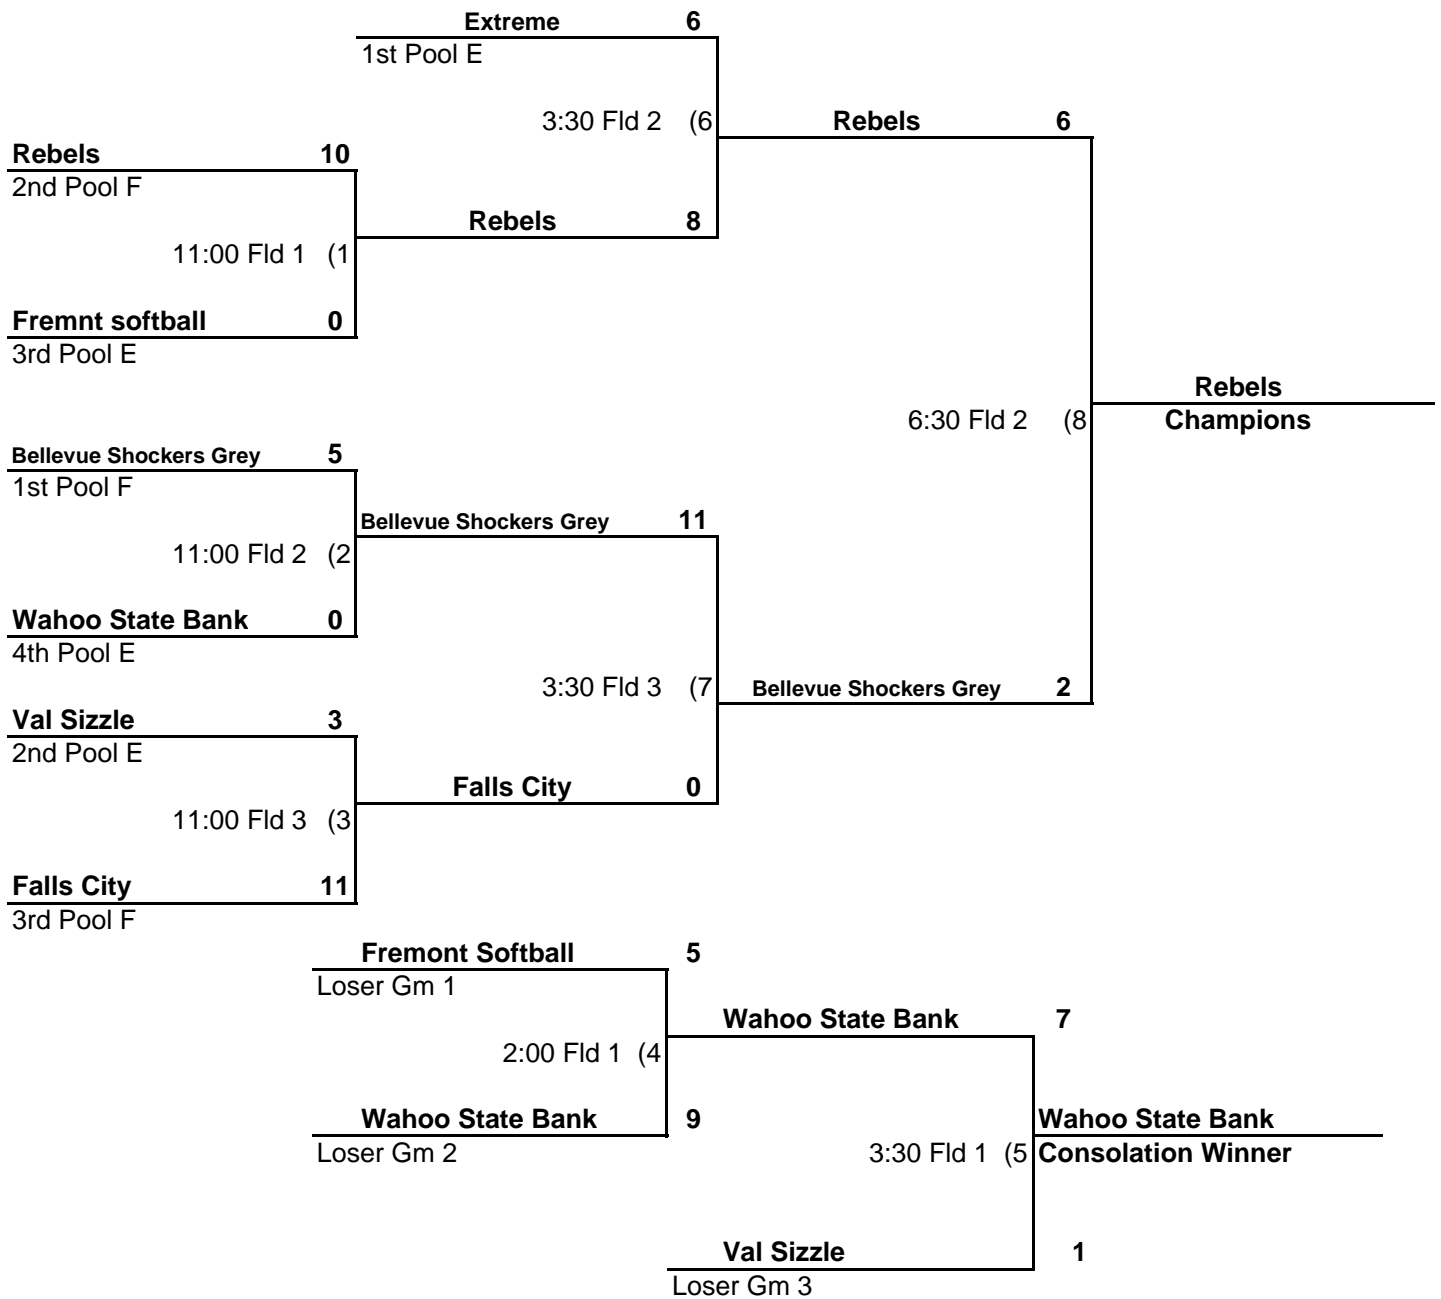 Extreme 6
1st Pool E
3:30 Fld 2 (6
Rebels 6
Rebels 10
2nd Pool F
Rebels 8
11:00 Fld 1 (1
Fremnt softball 0
3rd Pool E
Rebels
6:30 Fld 2 (8
Champions
Bellevue Shockers Grey 5
1st Pool F
Bellevue Shockers Grey 11
11:00 Fld 2 (2
Wahoo State Bank 0
4th Pool E
3:30 Fld 3 (7
Bellevue Shockers Grey 2
Val Sizzle 3
2nd Pool E
Falls City 0
11:00 Fld 3 (3
Falls City 11
3rd Pool F
Fremont Softball 5
Loser Gm 1
Wahoo State Bank 7
2:00 Fld 1 (4
Wahoo State Bank 9
Wahoo State Bank
Loser Gm 2
3:30 Fld 1 (5
Consolation Winner
Val Sizzle 1
Loser Gm 3